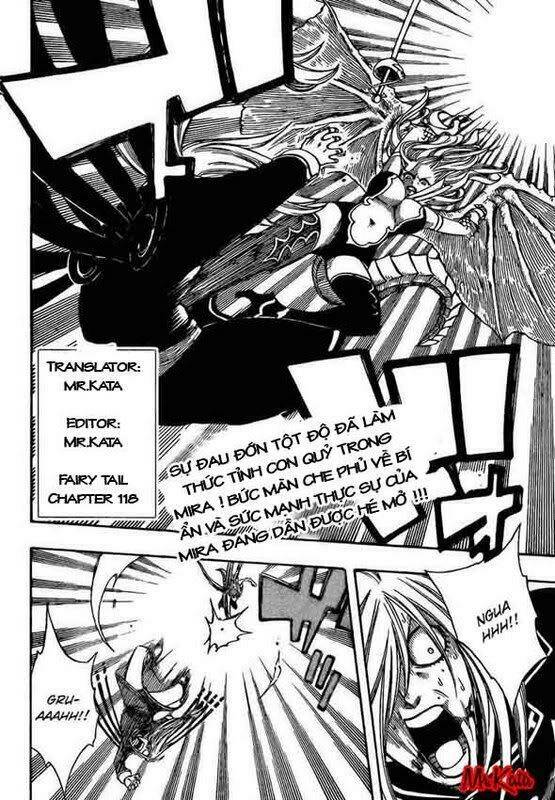 TRANSLATOR:
MR.KATA
EDITOR:
MR.KATA
FAIRY TAIL
CHAPTER 118
SỰ ĐAU ĐỚN TỘT ĐỘ ĐÃ LÀM
THỨC TỈNH CON QUỶ TRONG
MIRA ! BỨC MÀN CHE PHỦ VỀ BÍ
ẨN VÀ SỨC MẠNH THỰC SỰ CỦA
MIRA ĐANG DẦN ĐƯỢC HÉ MỞ !!!
NGUA
HHH!!
GRU-
AAAHH!!
MrKata